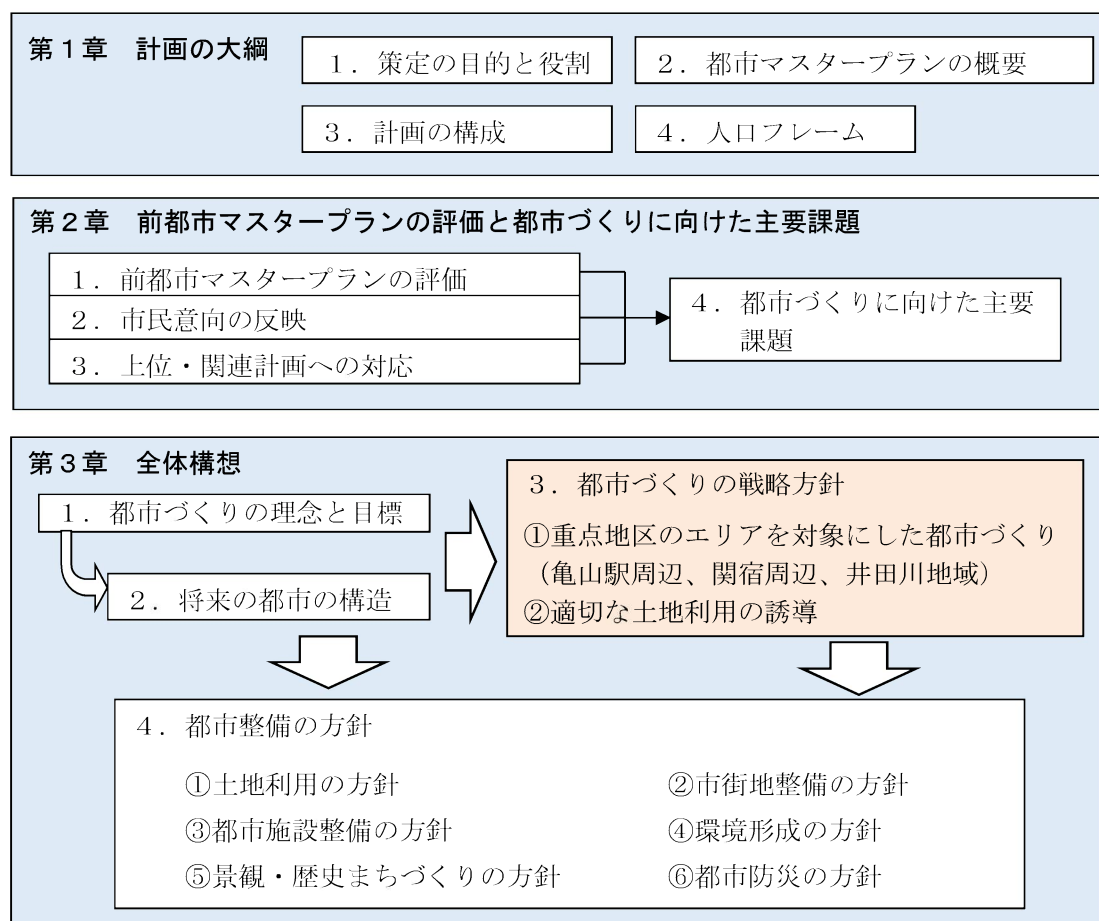 第１章　計画の大綱
１．策定の目的と役割
２．都市マスタープランの概要
３．計画の構成
４．人口フレーム
第２章　前都市マスタープランの評価と都市づくりに向けた主要課題
１．前都市マスタープランの評価
２．市民意向の反映
３．上位・関連計画への対応
４．都市づくりに向けた主要
課題
第３章　全体構想
１．都市づくりの理念と目標
２．将来の都市の構造
３．都市づくりの戦略方針
①重点地区のエリアを対象にした都市づくり
（亀山駅周辺、関宿周辺、井田川地域）
②適切な土地利用の誘導
４．都市整備の方針
①土地利用の方針
②市街地整備の方針
③都市施設整備の方針
④環境形成の方針
⑤景観・歴史まちづくりの方針
⑥都市防災の方針